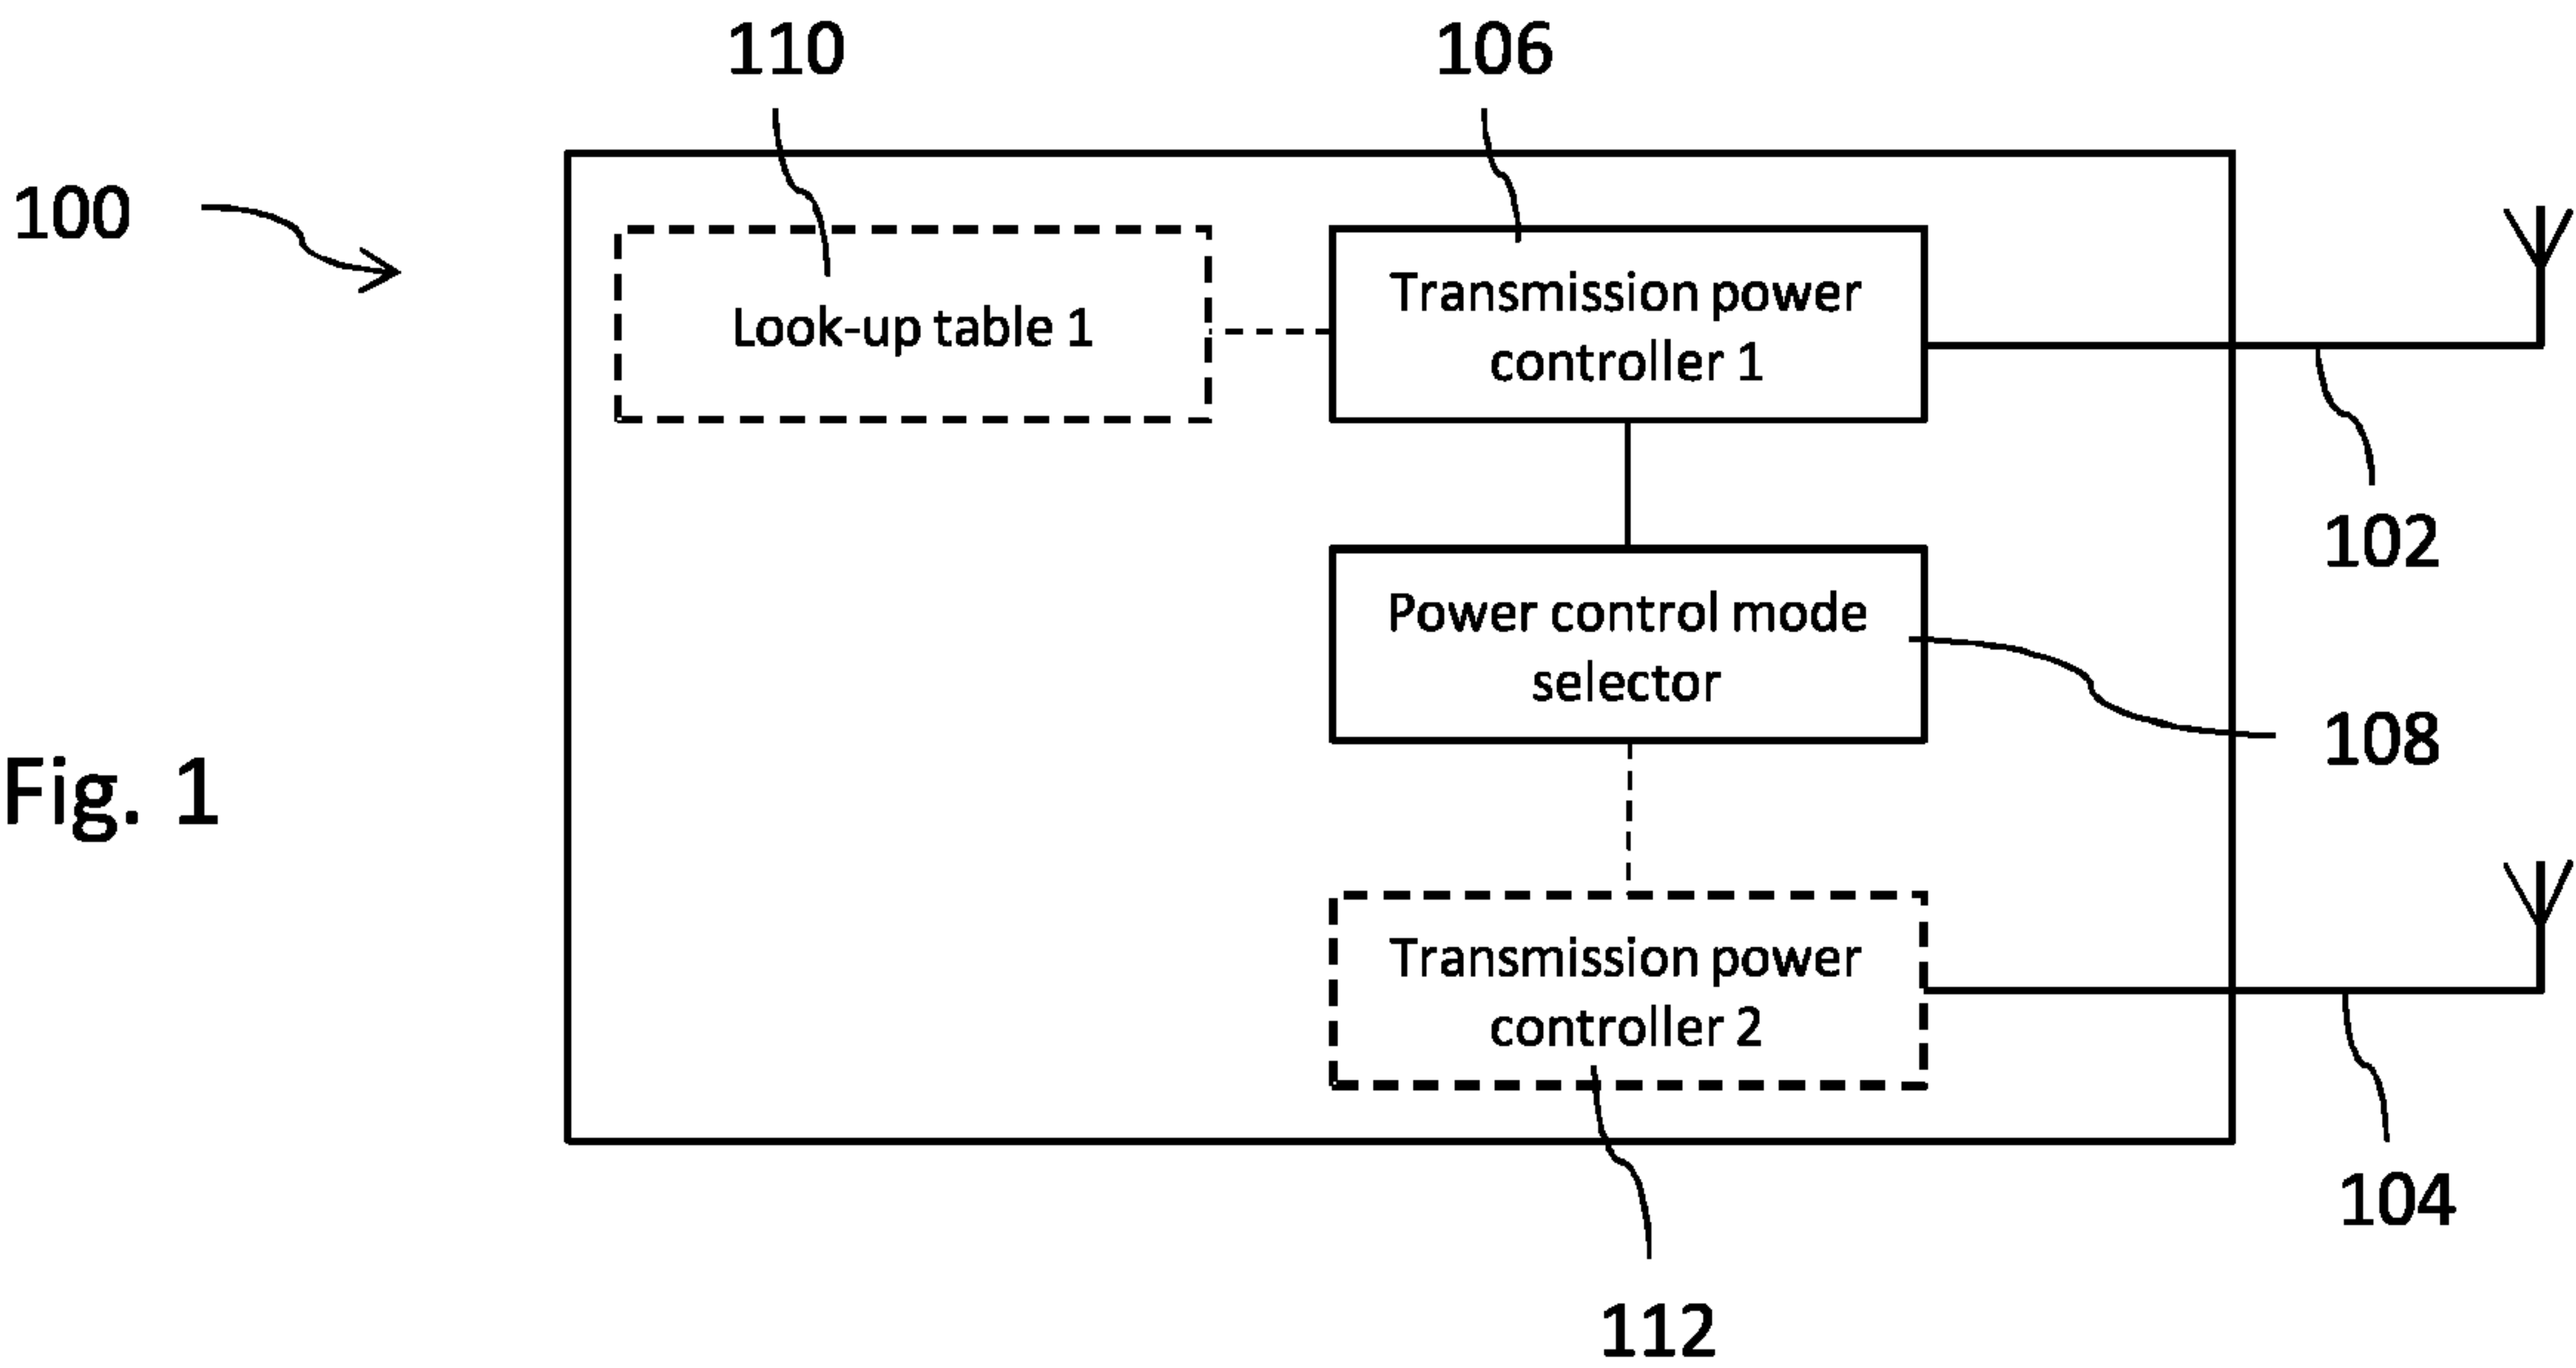 110
106
100
Look-up table 1
Transmission power
controller 1
102
Power control mode
selector
108
Fig. 1
Transmission power
controller 2
104
112